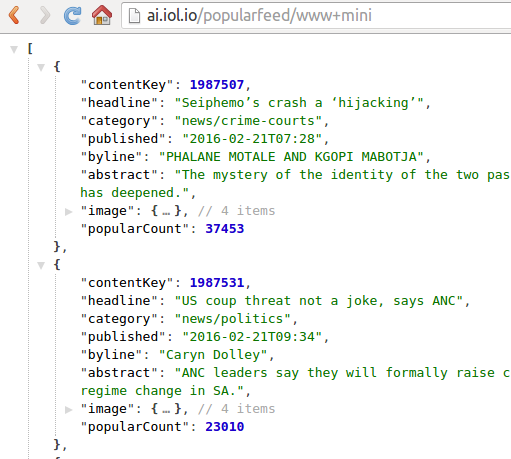 ai.iol.io/popularfeed/www+mini
[
{
"contentKey": 1987507,
"headline": "Seiphemo’s crash a ‘hijacking’",
"category": "news/crime-courts",
"published": "2016-02-21T07:28",
"byline": "PHALANE MOTALE AND KGOPI MABOTJA",
"abstract": "The mystery of the identity of the two pas
has deepened.",
"image": {…}, // 4 items
"popularCount": 37453
},
{
"contentKey": 1987531,
"headline": "US coup threat not a joke, says ANC",
"category": "news/politics",
"published": "2016-02-21T09:34",
"byline": "Caryn Dolley",
"abstract": "ANC leaders say they will formally raise c
regime change in SA.",
"image": {…}, // 4 items
"popularCount": 23010
},